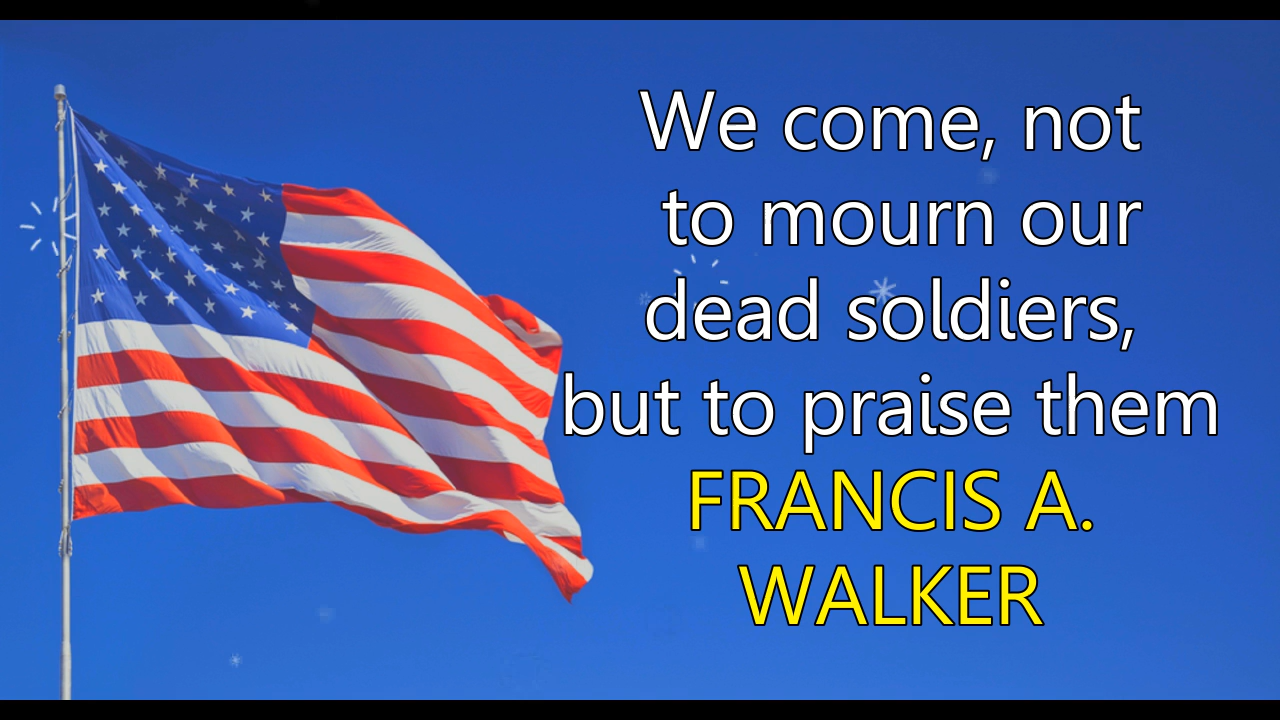 We come, not
to mourn our
dead soldiers,
but to praise them
FRANCIS A.
WALKER